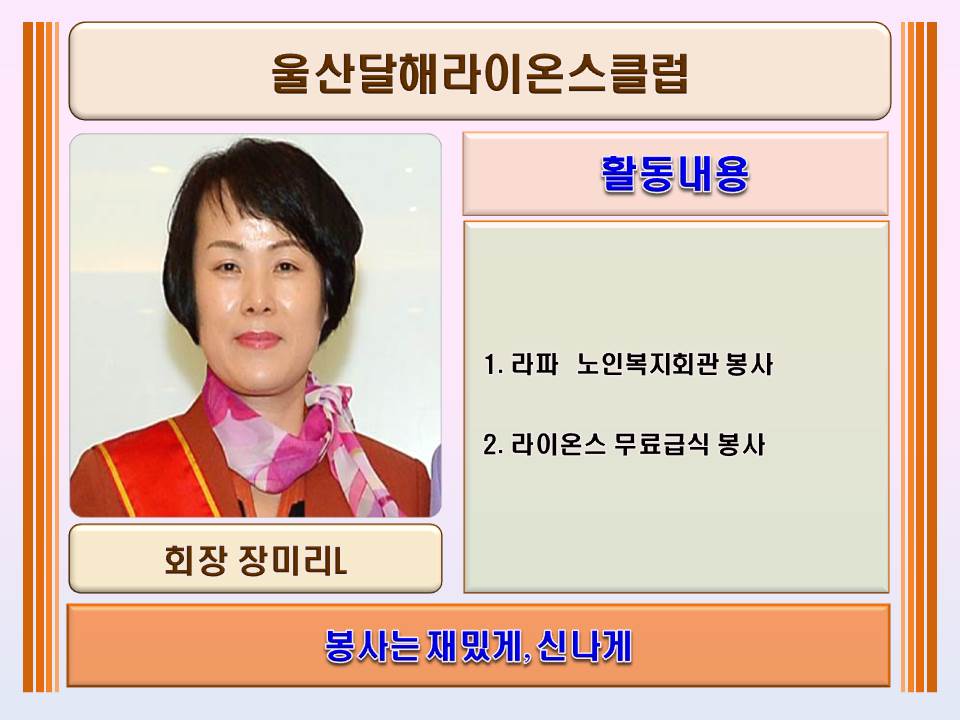 울산달해라이온스클럽
활동내용
1. 라파 노인복지회관 봉사
2. 라이온스 무료급식 봉사
회장 장미리L
봉사는 재밌게, 신나게